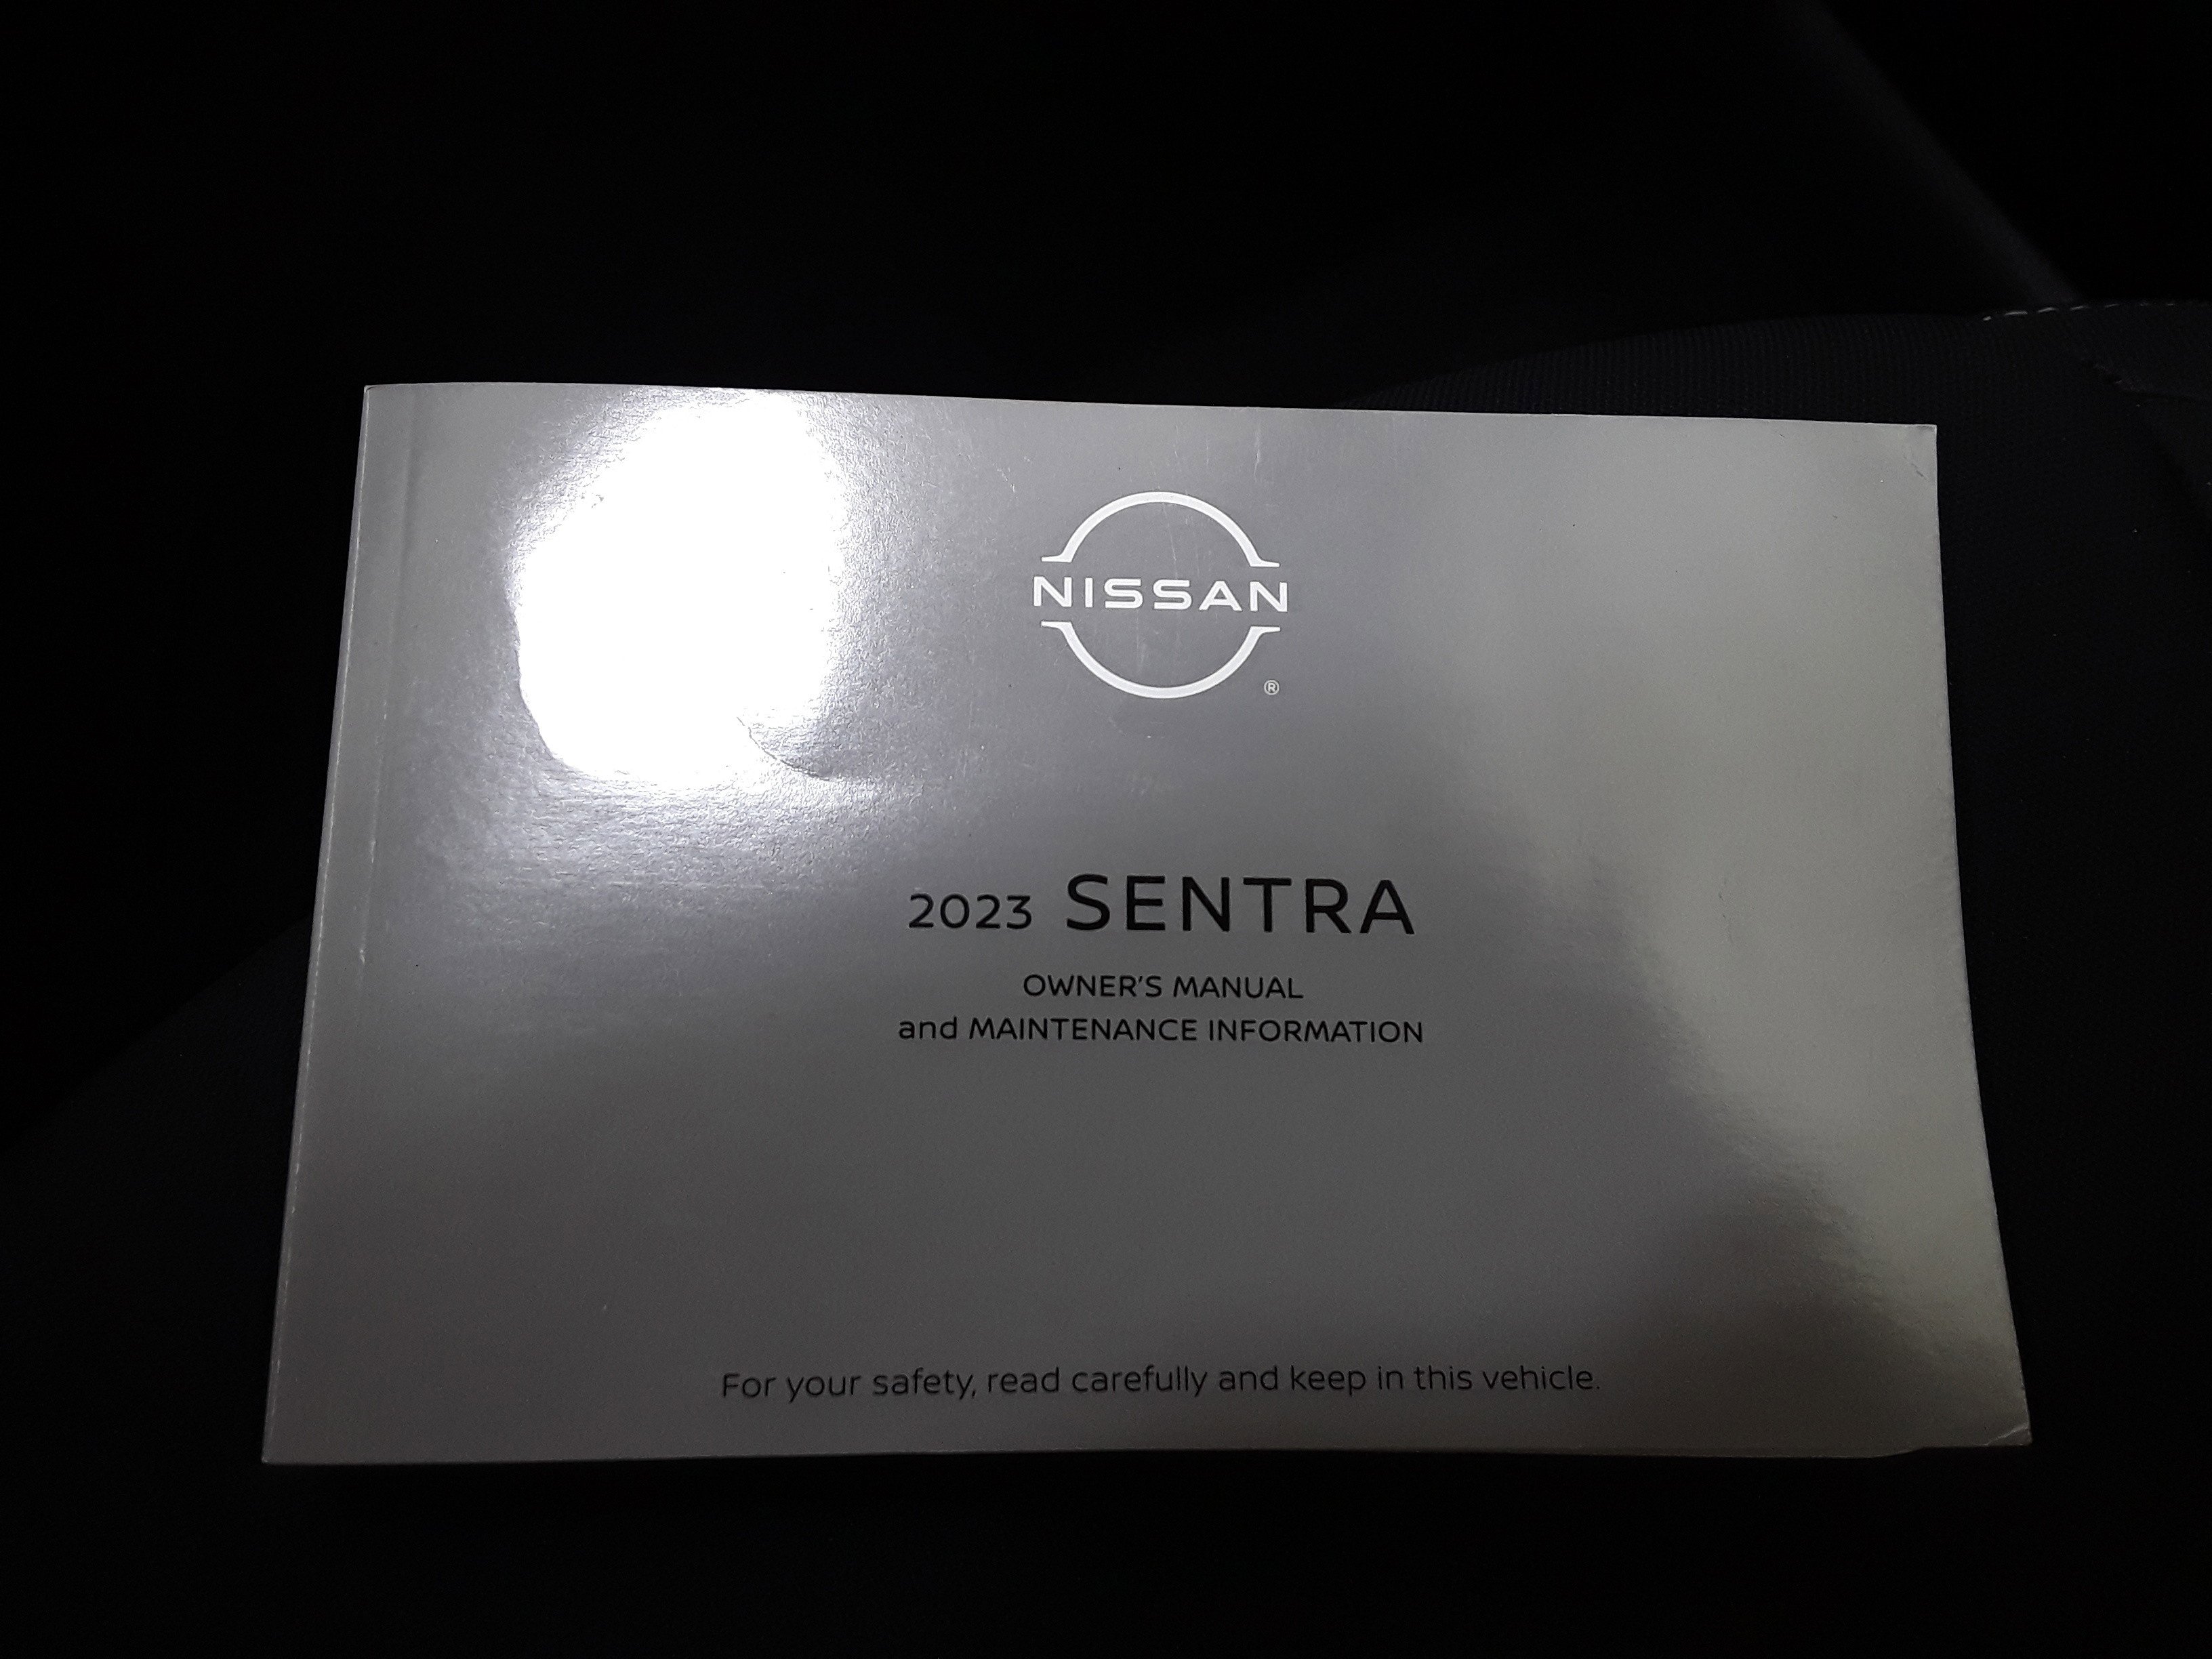 NISSAN
®
2023 SENTRA
OWNER'S MANUAL
and MAINTENANCE INFORMATION
For your safety, read carefully and keep in this vehicle.